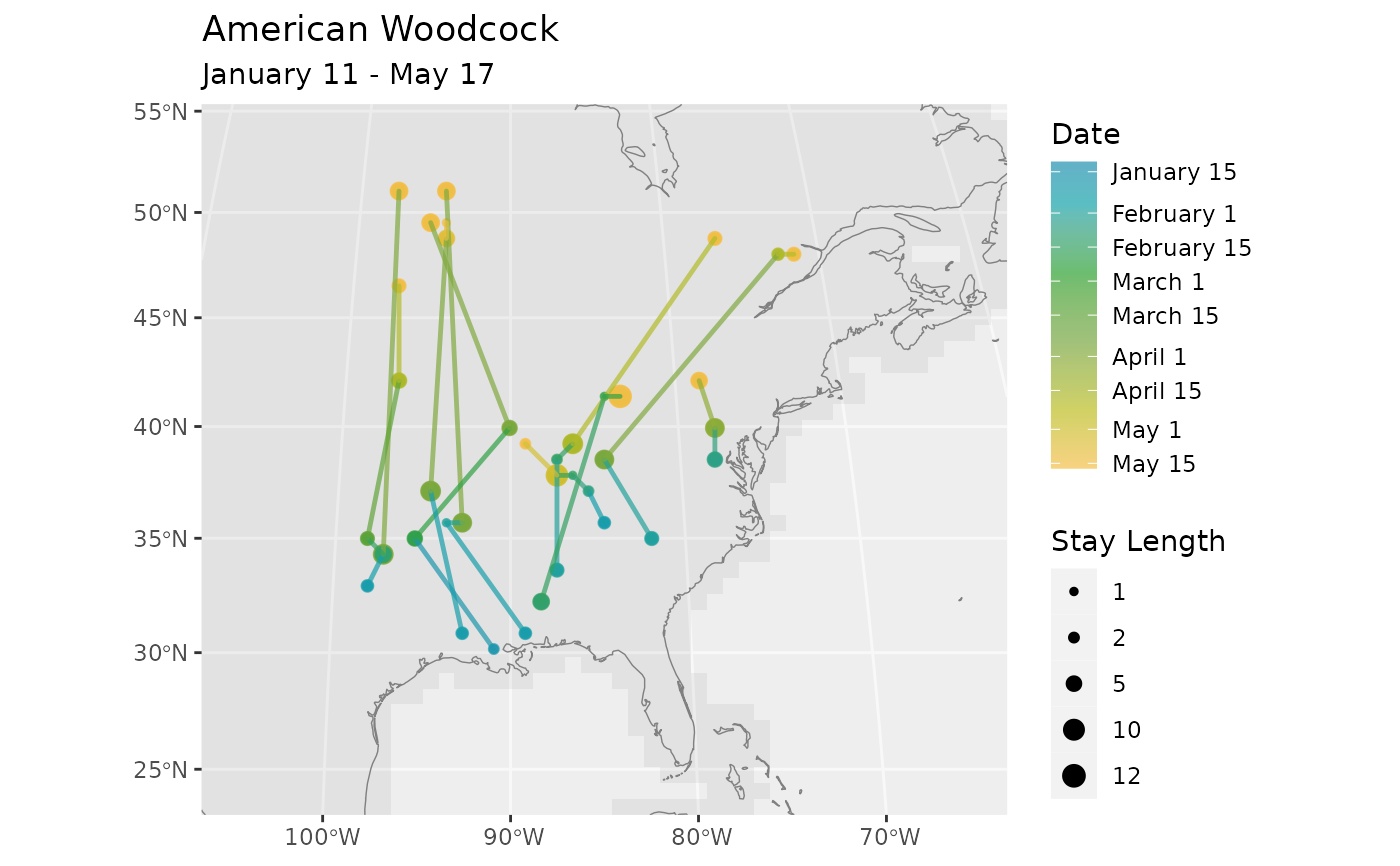 American Woodcock
January 11 - May 17
55°N
50°N
45°N
40°N
35°N
30°N
25°N
100°W
90°W
80°W
70°W
Date
January 15
February 1
February 15
March 1
March 15
April 1
April 15
May 1
May 15
Stay Length
1
2
5
10
12